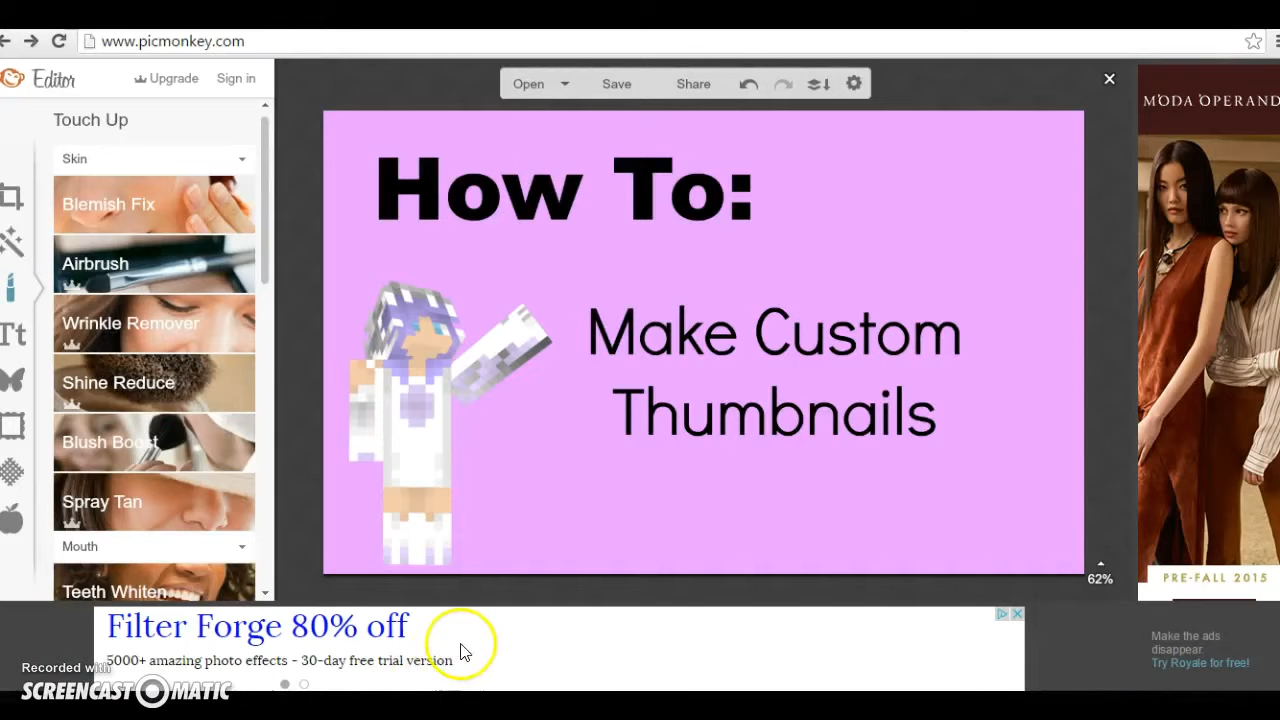 www.picmonkey.com
Editor
Upgrade
Sign in
Open
Save
Share
Touch Up
Skin
Blemish Fix
Airbrush
Wrinkle Remover
Shine Reduce
Blush Boost
Spray Tan
Mouth
Teeth Whiten
Tt
How To:
Make Custom
Thumbnails
62%
MODA OPERAND
PRE-FALL 2015
Filter Forge 80% off
5000+ amazing photo effects - 30-day free trial version
Make the ads
disappear.
Try Royale for free!
Recorded with
SCREENCAST MATIC